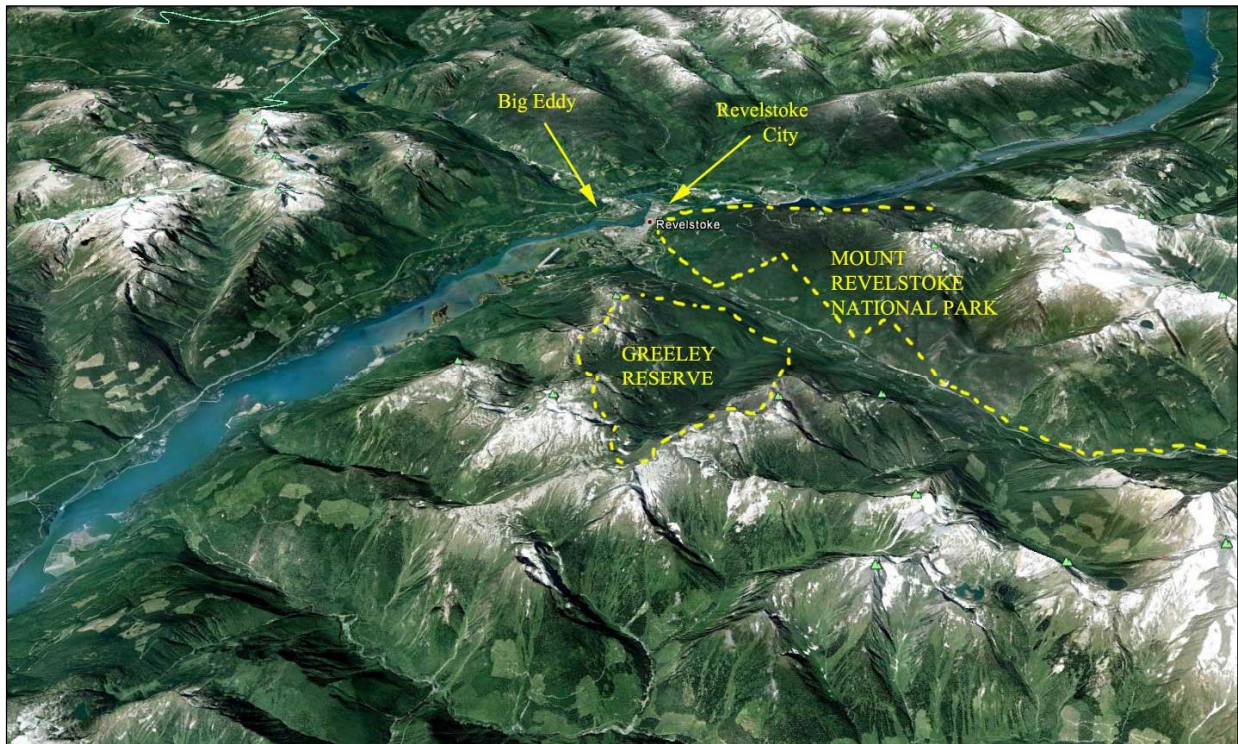 Big Eddy
Revelstoke
City
Revelstoke
MOUNT
REVELSTOKE
NATIONAL PARK
GREELEY
RESERVE